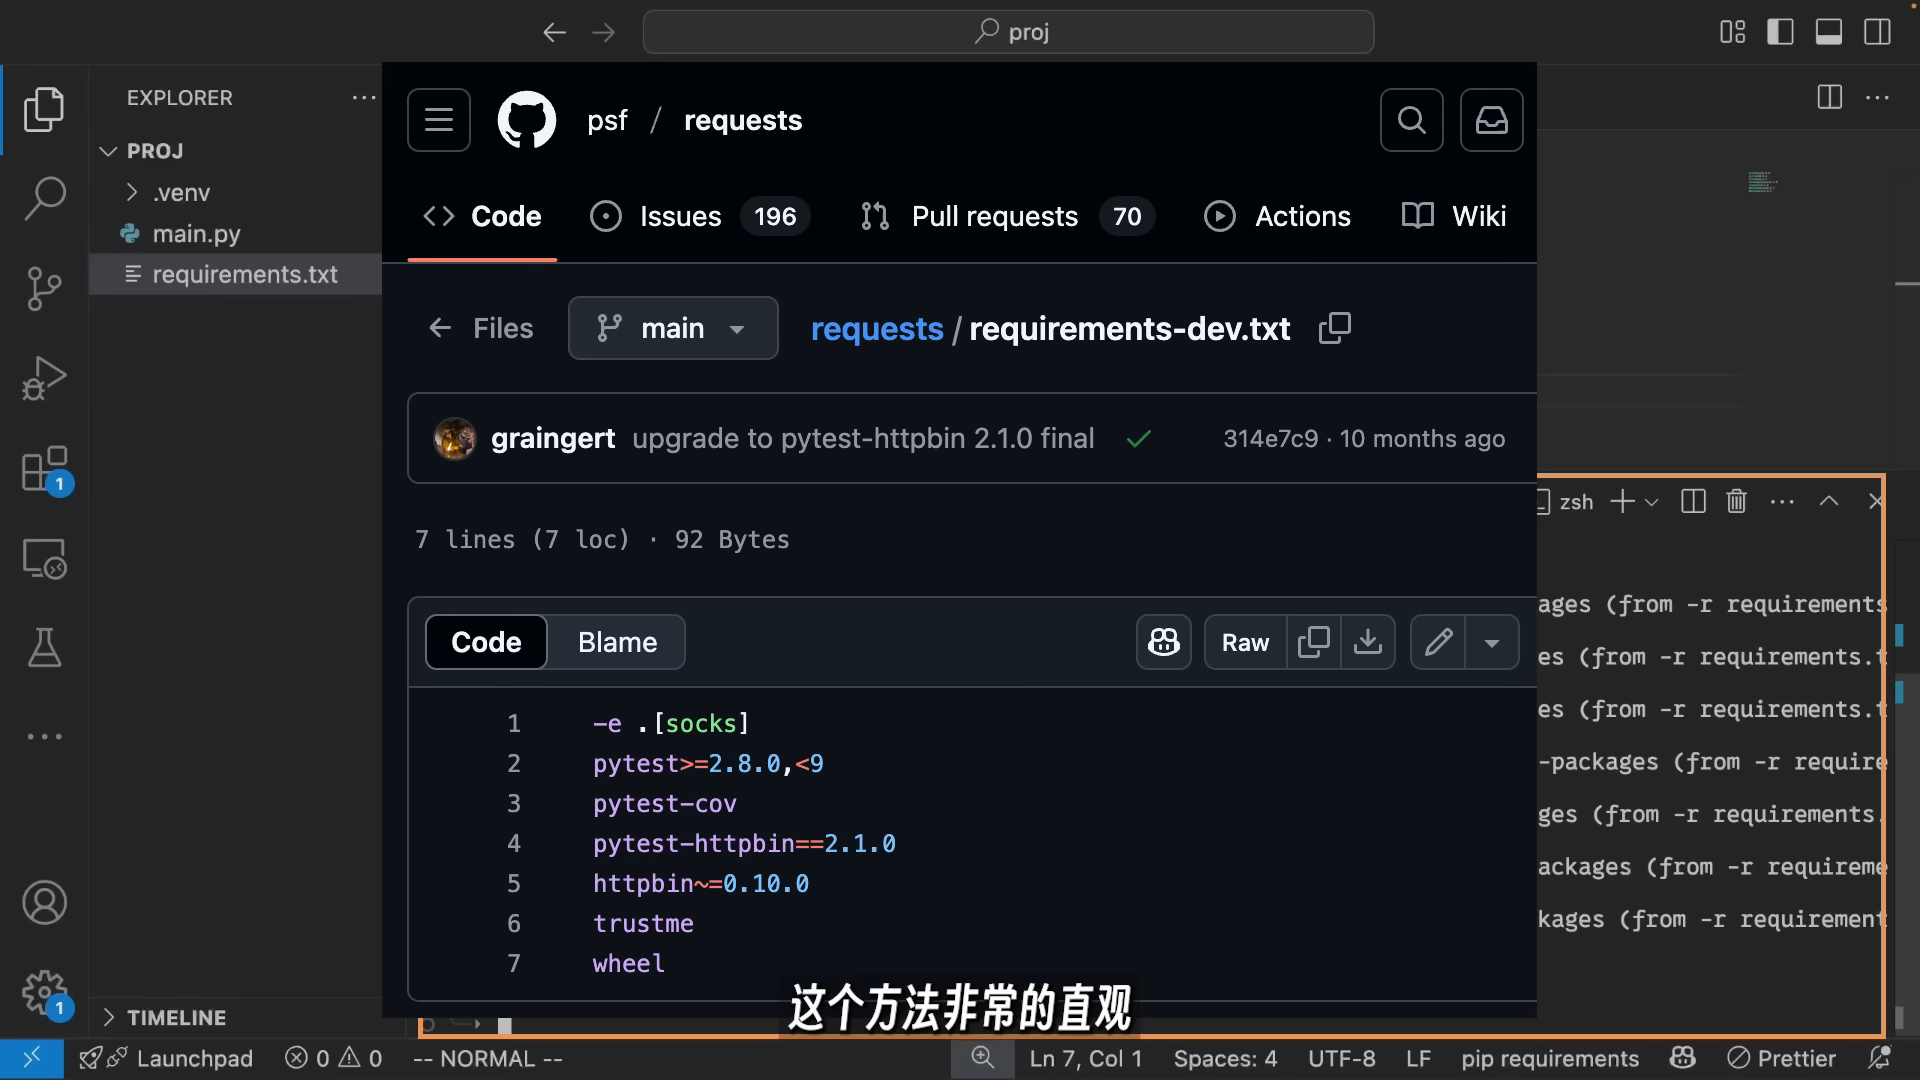 proj
EXPLORER
PROJ
.venv
main.py
requirements.txt
psf / requests
Code
Issues 196
Pull requests 70
Actions
Wiki
Files
main
requests / requirements-dev.txt
graingert upgrade to pytest-httpbin 2.1.0 final
314e7c9 · 10 months ago
7 lines (7 loc) · 92 Bytes
Code
Blame
Raw
1 -e .[socks]
2 pytest>=2.8.0,<9
3 pytest-cov
4 pytest-httpbin==2.1.0
5 httpbin~=0.10.0
6 trustme
7 wheel
zsh
ages (from -r requirements
es (from -r requirements.t
es (from -r requirements.t
-packages (from -r require
ges (from -r requirements.
ackages (from -r requireme
kages (from -r requirement
1
1
TIMELINE
这个方法非常的直观
Launchpad
0
0
-- NORMAL --
Ln 7, Col 1
Spaces: 4
UTF-8
LF
pip requirements
Prettier